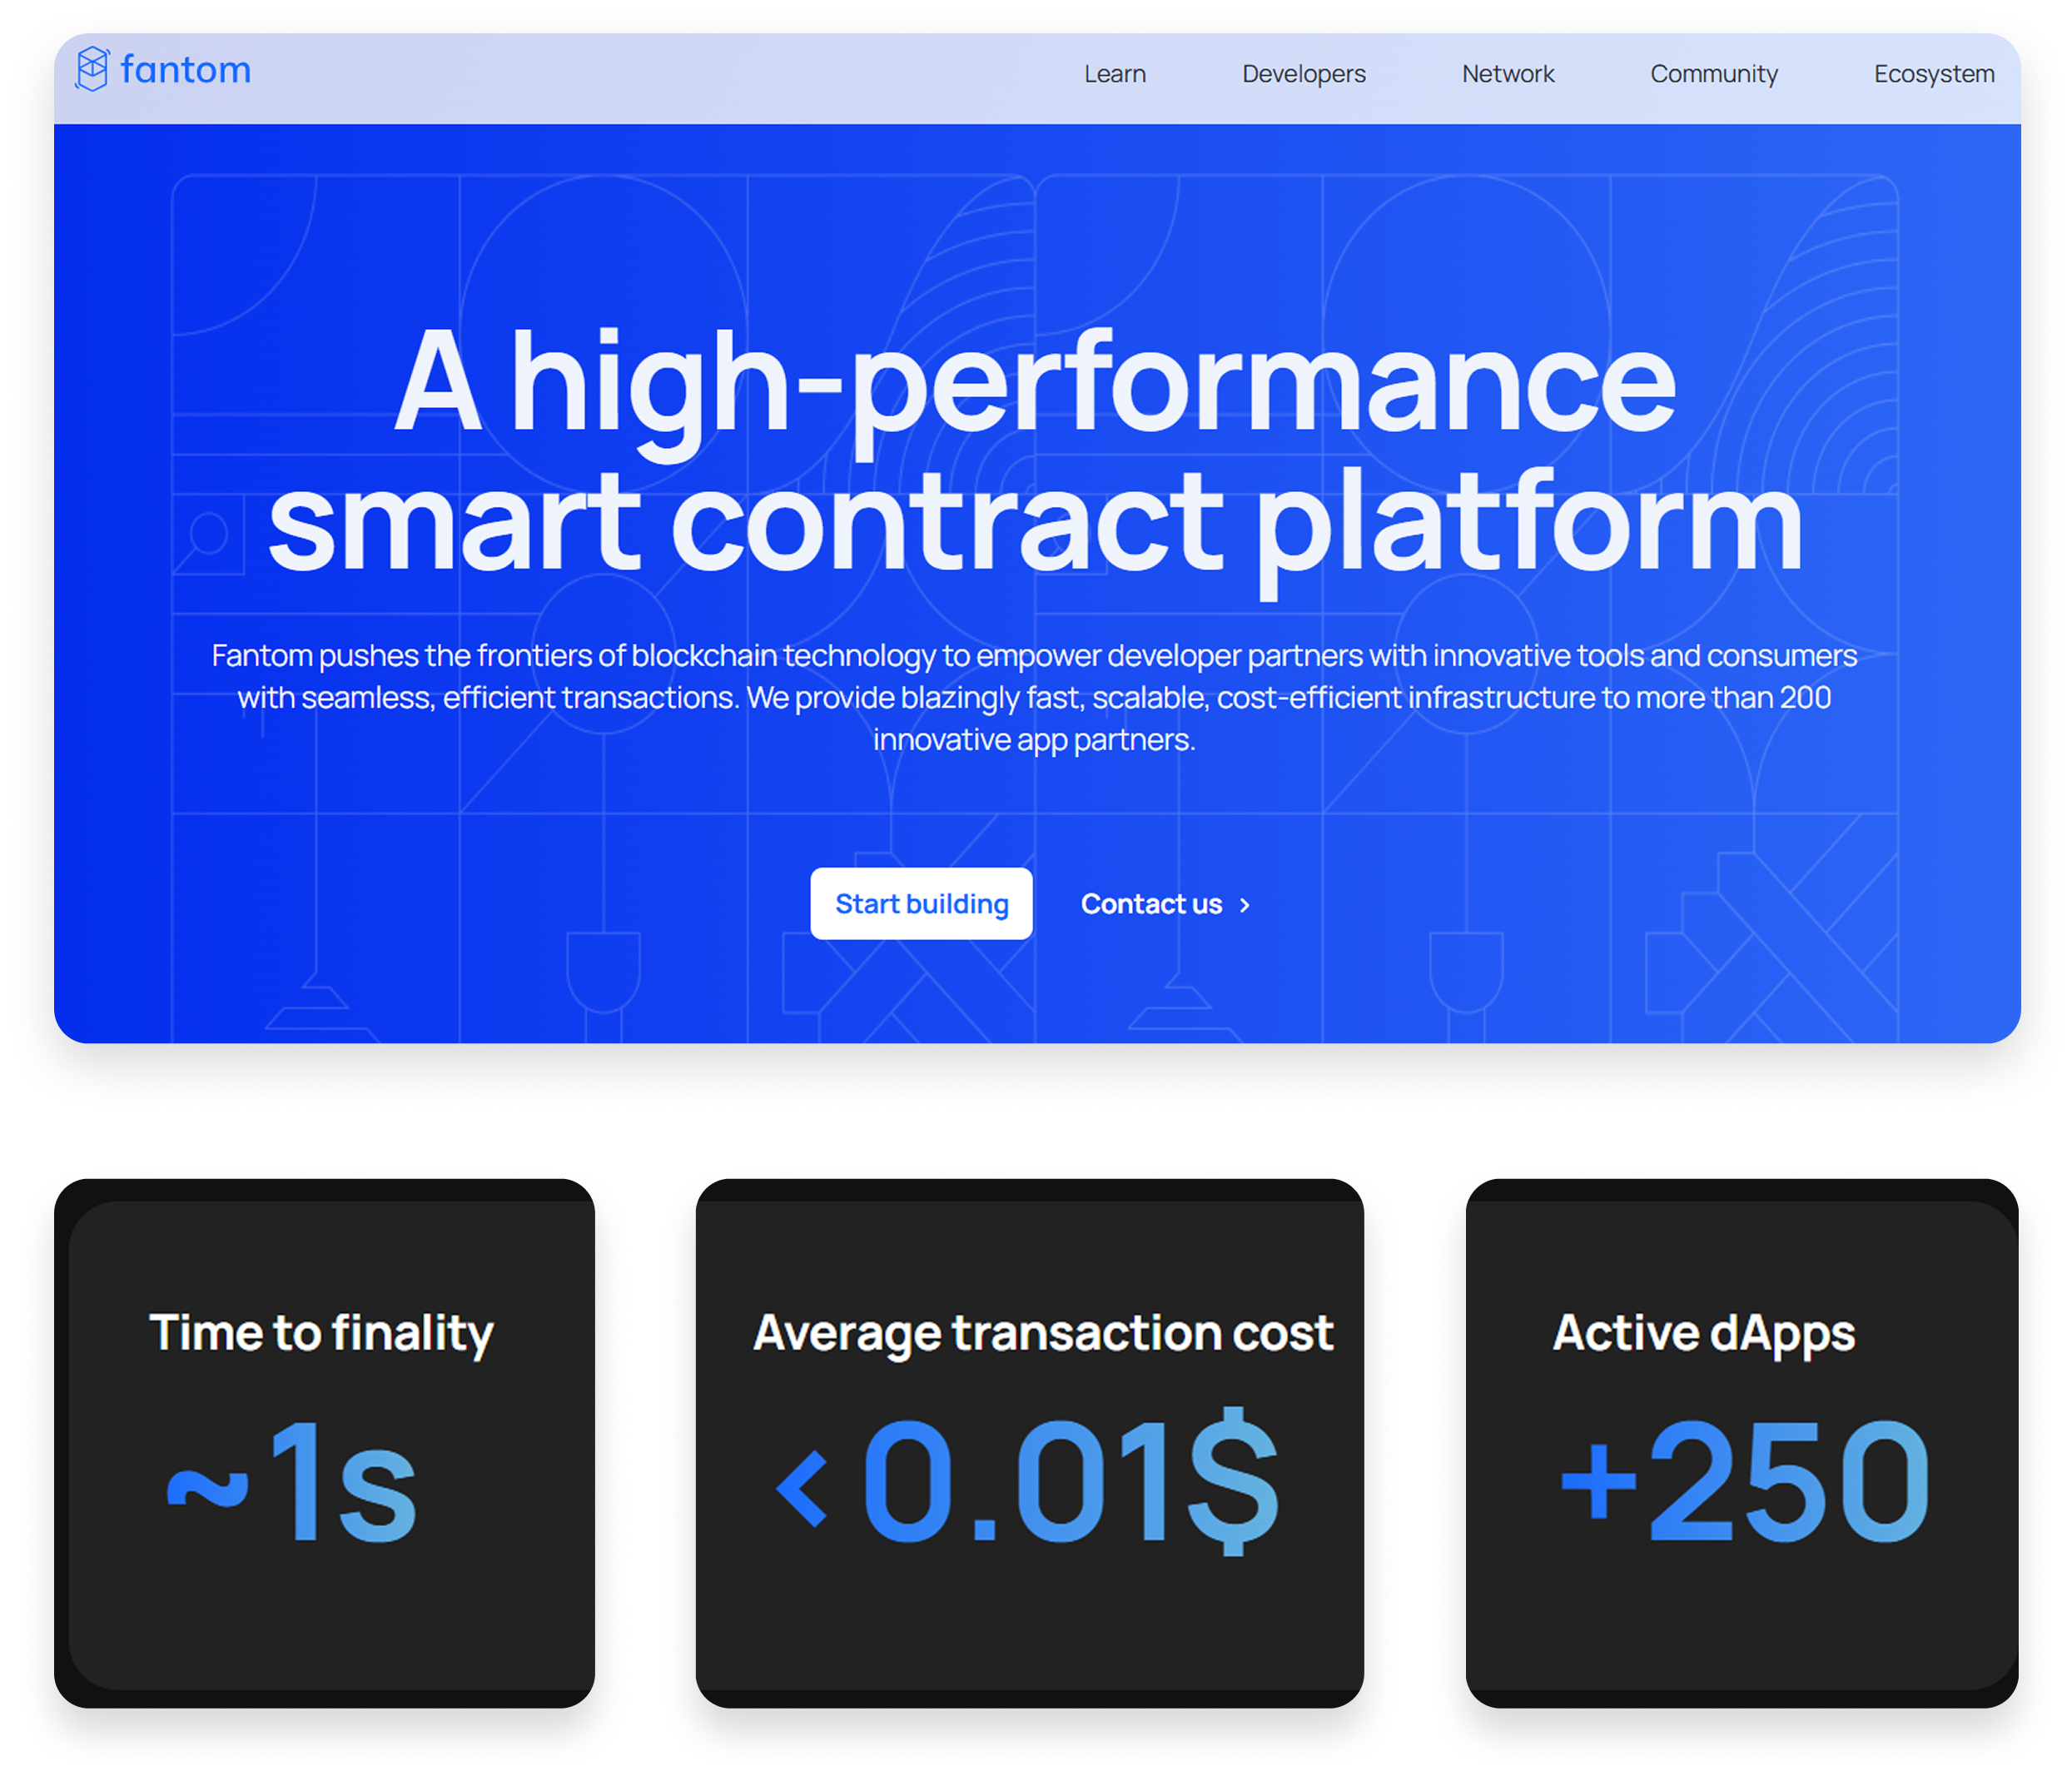 fantom
Learn Developers Network Community Ecosystem
A high-performance
smart contract platform
Fantom pushes the frontiers of blockchain technology to empower developer partners with innovative tools and consumers
with seamless, efficient transactions. We provide blazingly fast, scalable, cost-efficient infrastructure to more than 200
innovative app partners.
Start building Contact us ›
Time to finality
~1s
Average transaction cost
<0.01$
Active dApps
+250